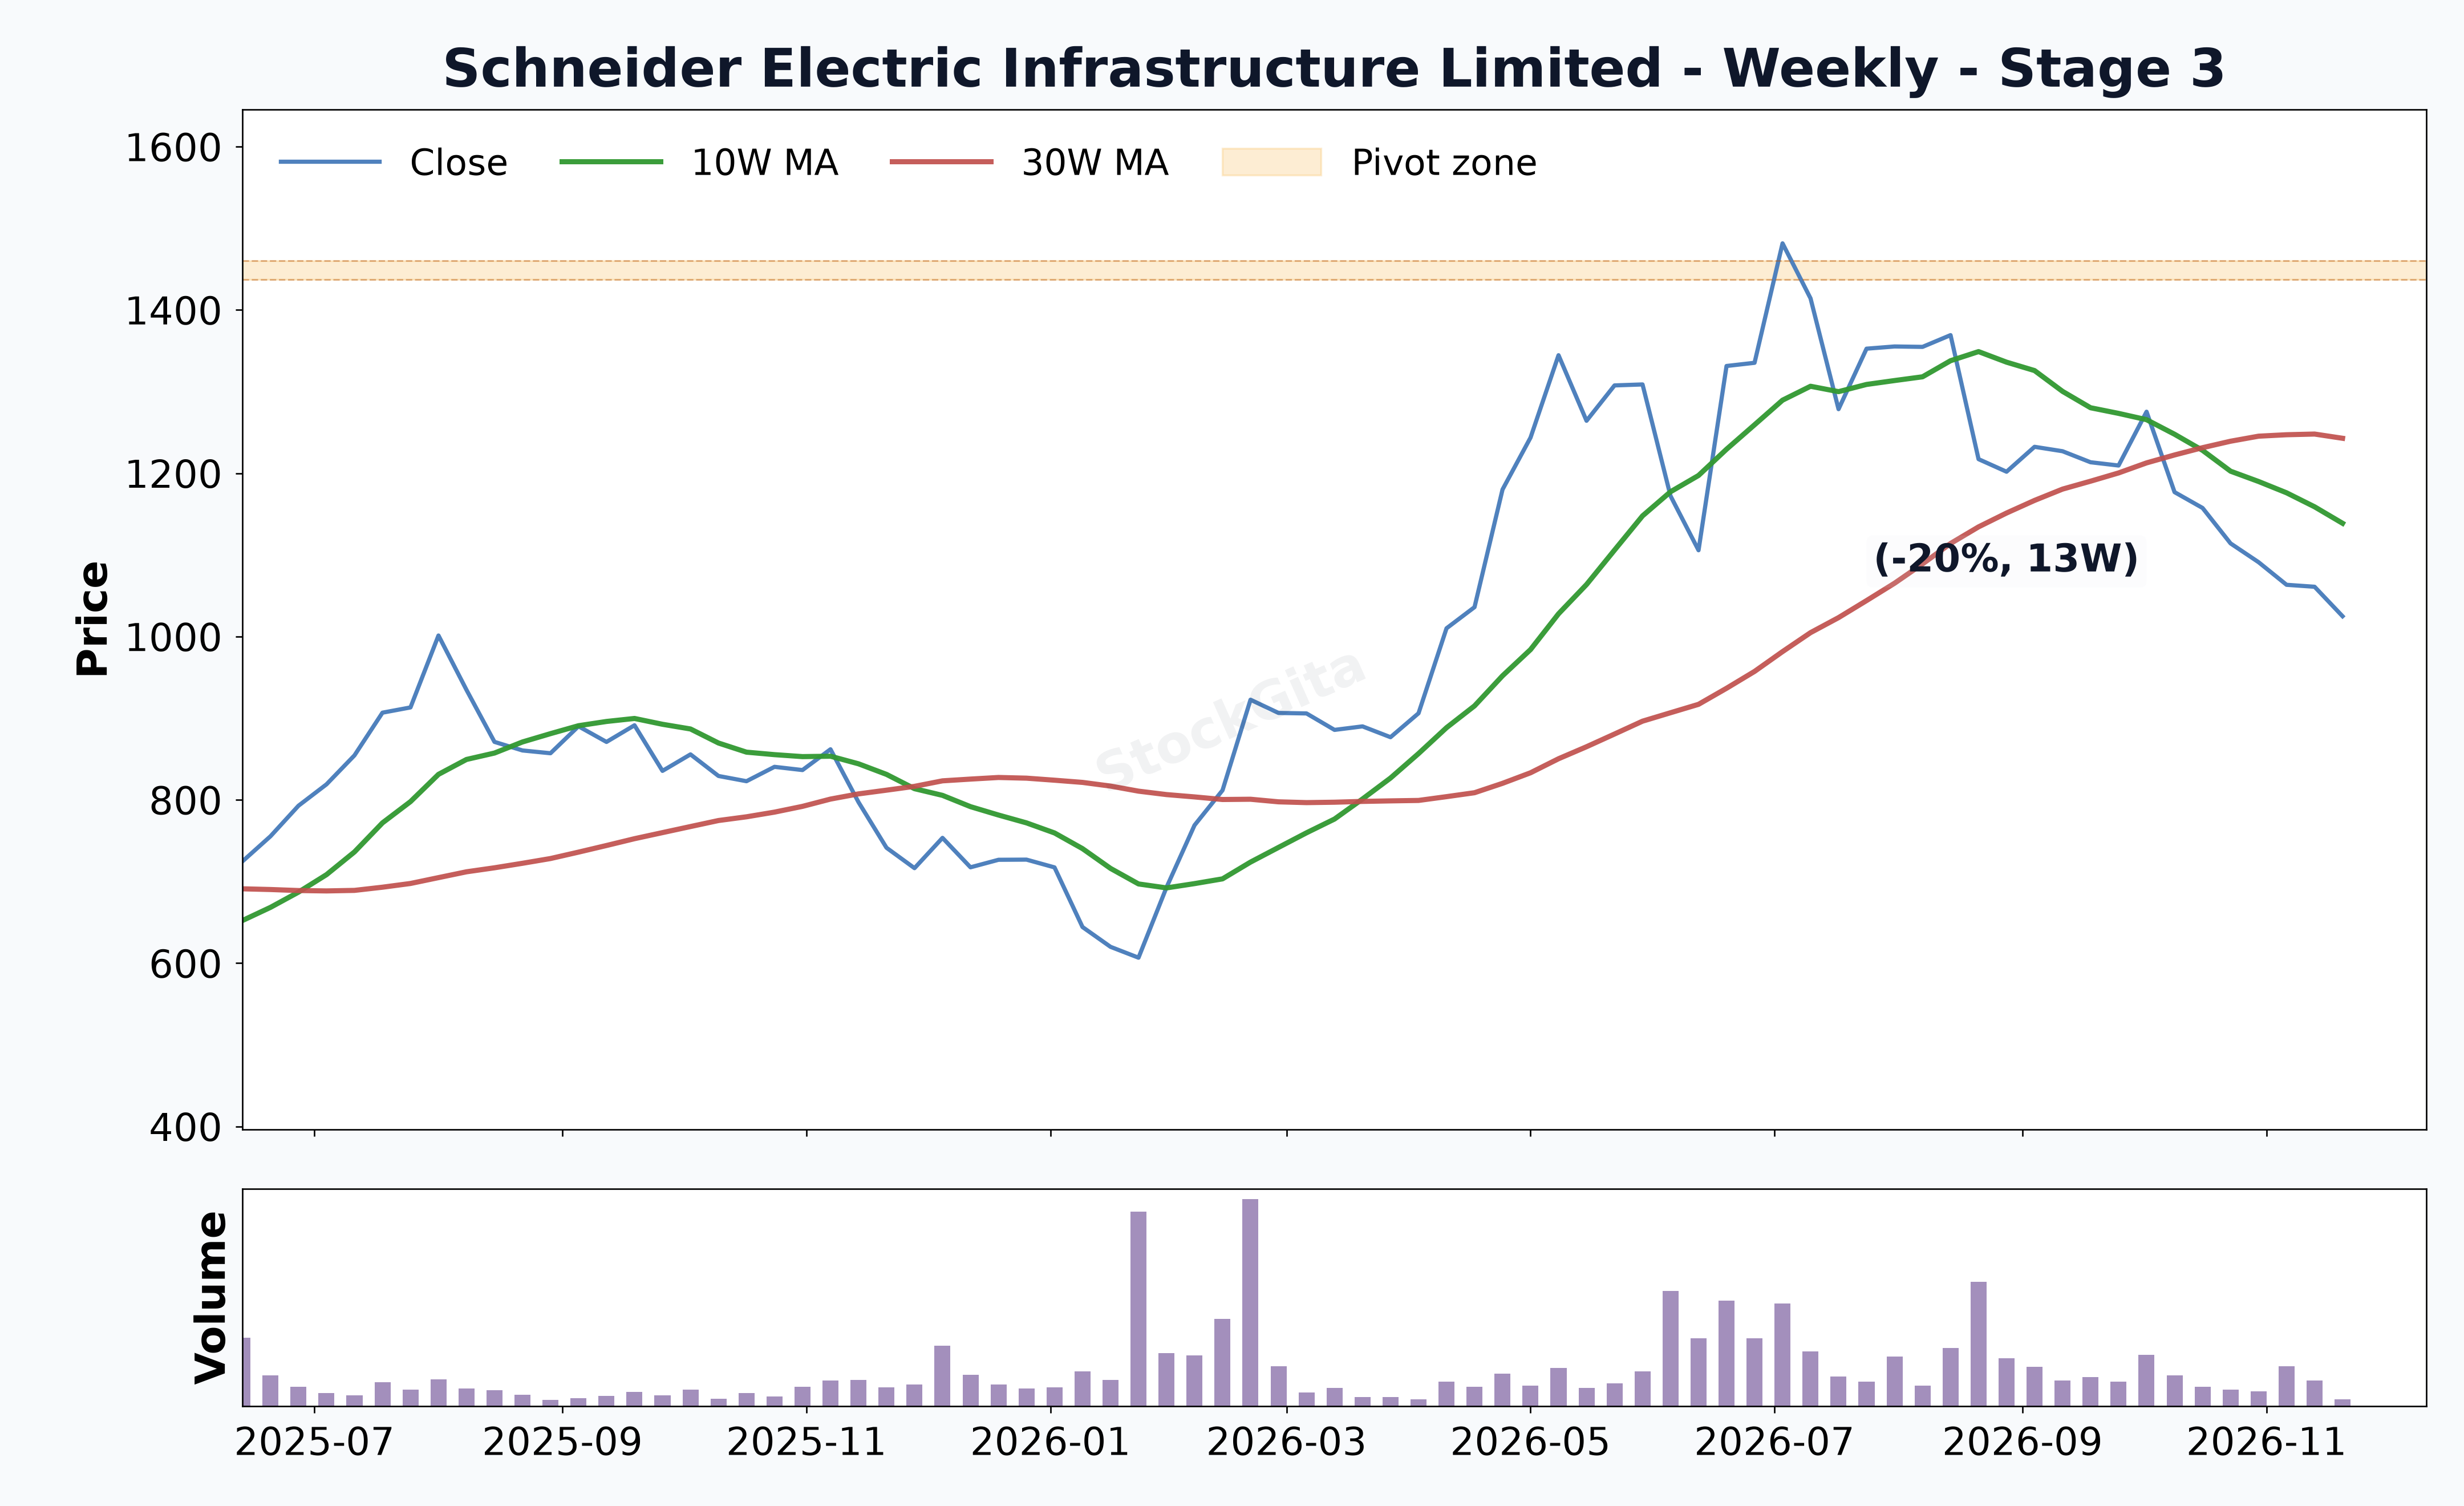 Schneider Electric Infrastructure Limited - Weekly - Stage 3
Close 10W MA 30W MA Pivot zone
1600
1400
1200
1000
800
600
400
Price
(-20%, 13W)
StockGita
Volume
2025-07 2025-09 2025-11 2026-01 2026-03 2026-05 2026-07 2026-09 2026-11